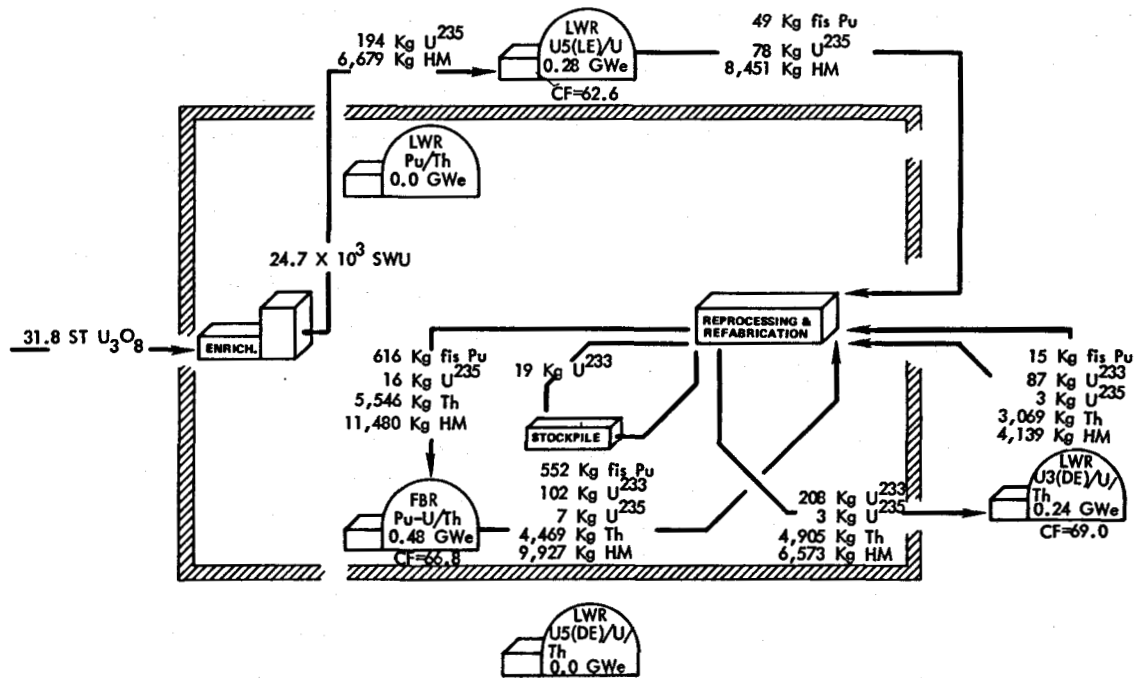 194 Kg U²³⁵
6,679 Kg HM
LWR
U5(LE)/U
0.28 GWe
CF=62.6
49 Kg fis Pu
78 Kg U²³⁵
8,451 Kg HM
LWR
Pu/Th
0.0 GWe
24.7 X 10³ SWU
31.8 ST U₃O₈
ENRICH.
REPROCESSING &
REFABRICATION
616 Kg fis Pu
16 Kg U²³⁵
5,546 Kg Th
11,480 Kg HM
19 Kg U²³³
STOCKPILE
15 Kg fis Pu
87 Kg U²³³
3 Kg U²³⁵
3,069 Kg Th
4,139 Kg HM
FBR
Pu-U/Th
0.48 GWe
CF=66.8
552 Kg fis Pu
102 Kg U²³³
7 Kg U²³⁵
4,469 Kg Th
9,927 Kg HM
208 Kg U²³³
3 Kg U²³⁵
4,905 Kg Th
6,573 Kg HM
LWR
U3(DE)/U/
Th
0.24 GWe
CF=69.0
LWR
U5(DE)/U/
Th
0.0 GWe